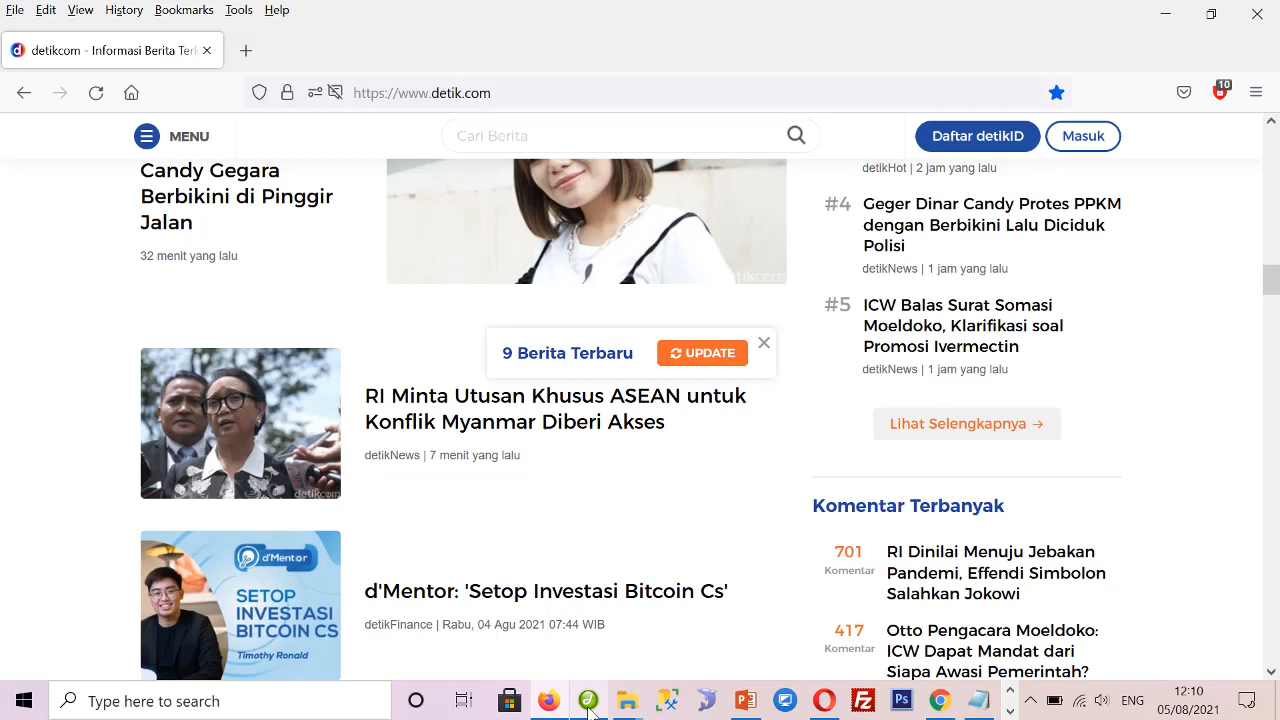 File Edit View History Bookmarks Tools Help
detikcom - Informasi Berita Terk
https://www.detik.com
10
MENU
Cari Berita
Daftar detikID
Masuk
Candy Gegara
Berbikini di Pinggir
Jalan
32 menit yang lalu
detikcom
detikHot | 2 jam yang lalu
#4
Geger Dinar Candy Protes PPKM
dengan Berbikini Lalu Diciduk
Polisi
detikNews | 1 jam yang lalu
#5
ICW Balas Surat Somasi
Moeldoko, Klarifikasi soal
Promosi Ivermectin
detikNews | 1 jam yang lalu
Lihat Selengkapnya →
9 Berita Terbaru
UPDATE
RI Minta Utusan Khusus ASEAN untuk
Konflik Myanmar Diberi Akses
detikNews | 7 menit yang lalu
detikcom
d'Mentor
SETOP
INVESTASI
BITCOIN CS
Timothy Ronald
d'Mentor: 'Setop Investasi Bitcoin Cs'
detikFinance | Rabu, 04 Agu 2021 07:44 WIB
Komentar Terbanyak
701
Komentar
RI Dinilai Menuju Jebakan
Pandemi, Effendi Simbolon
Salahkan Jokowi
417
Komentar
Otto Pengacara Moeldoko:
ICW Dapat Mandat dari
Siapa Awasi Pemerintah?
Type here to search
Ps
Fz
ENG
12:10
05/08/2021